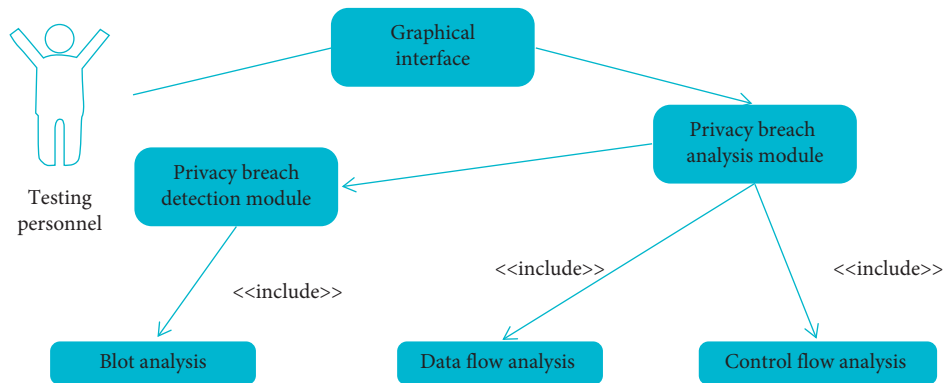 Graphical
interface
Privacy breach
analysis module
Privacy breach
detection module
Testing
personnel
<<include>>
<<include>>
<<include>>
Blot analysis
Data flow analysis
Control flow analysis